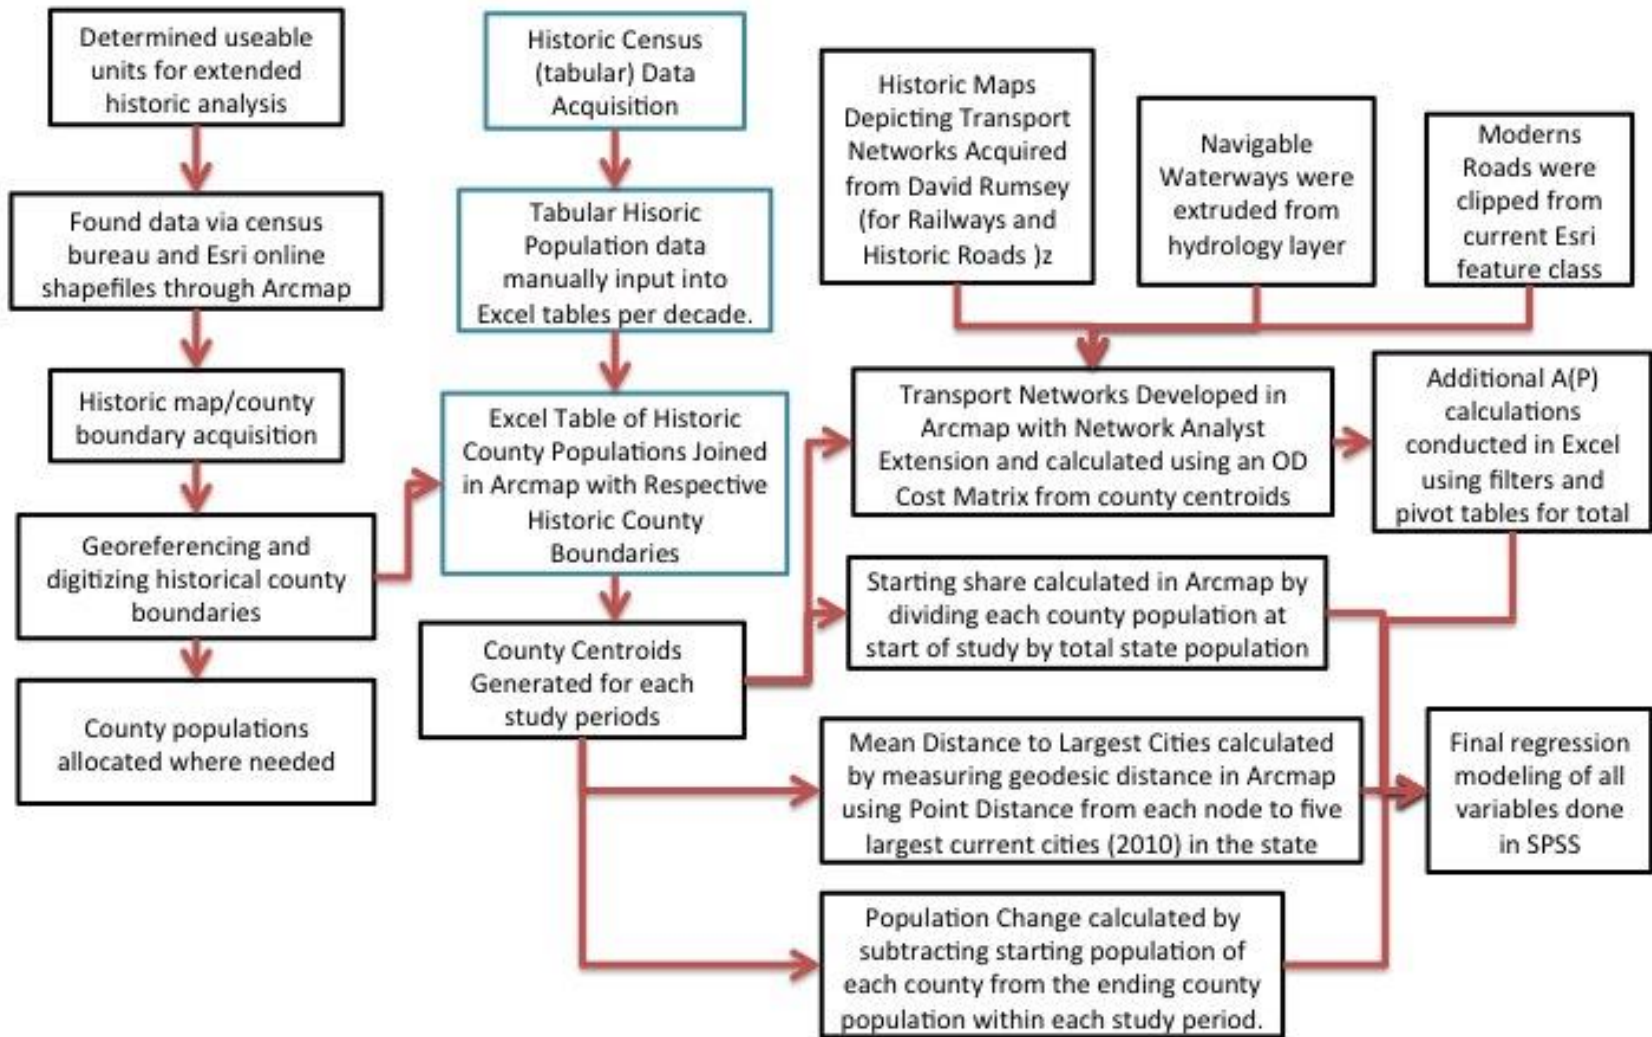 Determined useable
units for extended
historic analysis
Found data via census
bureau and Esri online
shapefiles through Arcmap
Historic map/county
boundary acquisition
Georeferencing and
digitizing historical county
boundaries
County populations
allocated where needed
Historic Census
(tabular) Data
Acquisition
Tabular Hisoric
Population data
manually input into
Excel tables per decade.
Excel Table of Historic
County Populations Joined
in Arcmap with Respective
Historic County
Boundaries
County Centroids
Generated for each
study periods
Historic Maps
Depicting Transport
Networks Acquired
from David Rumsey
(for Railways and
Historic Roads )z
Navigable
Waterways were
extruded from
hydrology layer
Moderns
Roads were
clipped from
current Esri
feature class
Transport Networks Developed in
Arcmap with Network Analyst
Extension and calculated using an OD
Cost Matrix from county centroids
Additional A(P)
calculations
conducted in Excel
using filters and
pivot tables for total
Starting share calculated in Arcmap by
dividing each county population at
start of study by total state population
Mean Distance to Largest Cities calculated
by measuring geodesic distance in Arcmap
using Point Distance from each node to five
largest current cities (2010) in the state
Population Change calculated by
subtracting starting population of
each county from the ending county
population within each study period.
Final regression
modeling of all
variables done
in SPSS